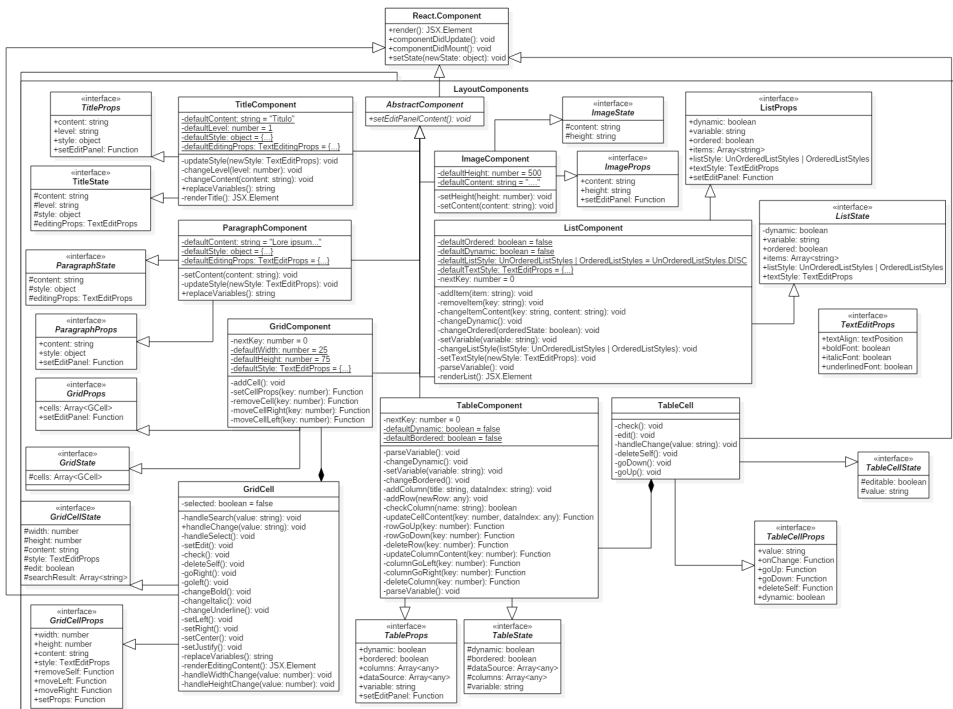 React.Component
+render(): JSX.Element
+componentDidUpdate(): void
+componentDidMount(): void
+setState(newState: object): void
LayoutComponents
«interface»
TitleProps
+content: string
+level: string
+style: object
+setEditPanel: Function
TitleComponent
-defaultContent: string = "Titulo"
-defaultLevel: number = 1
-defaultStyle: object = {...}
-defaultEditingProps: TextEditingProps = {...}
-updateStyle(newStyle: TextEditProps): void
-changeLevel(level: number): void
-changeContent(content: string): void
+replaceVariables(): string
-renderTitle(): JSX.Element
AbstractComponent
+setEditPanelContent(): void
«interface»
ImageState
#content: string
#height: string
«interface»
ListProps
+dynamic: boolean
+variable: string
+ordered: boolean
+items: Array<string>
+listStyle: UnOrderedListStyles | OrderedListStyles
+textStyle: TextEditProps
+setEditPanel: Function
«interface»
TitleState
#content: string
#level: string
#style: object
#editingProps: TextEditProps
ImageComponent
-defaultHeight: number = 500
-defaultContent: string = "...."
-setHeight(height: number): void
-setContent(content: string): void
«interface»
ImageProps
+content: string
+height: string
+setEditPanel: Function
«interface»
ListState
-dynamic: boolean
+variable: string
+ordered: boolean
+items: Array<string>
+listStyle: UnOrderedListStyles | OrderedListStyles
+textStyle: TextEditProps
ParagraphComponent
-defaultContent: string = "Lore ipsum..."
-defaultStyle: object = {...}
-defaultEditingProps: TextEditProps = {...}
-setContent(content: string): void
-updateStyle(newStyle: TextEditProps): void
+replaceVariables(): string
ListComponent
-defaultOrdered: boolean = false
-defaultDynamic: boolean = false
-defaultListStyle: UnOrderedListStyles | OrderedListStyles = UnOrderedListStyles.DISC
-defaultTextStyle: TextEditProps = {...}
-nextKey: number = 0
-addItem(item: string): void
-removeItem(key: string): void
-changeItemContent(key: string, content: string): void
-changeDynamic(): void
-changeOrdered(orderedState: boolean): void
-setVariable(variable: string): void
-changeListStyle(listStyle: UnOrderedListStyles | OrderedListStyles): void
-setTextStyle(newStyle: TextEditProps): void
-parseVariable(): void
-renderList(): JSX.Element
«interface»
ParagraphState
#content: string
#style: object
#editingProps: TextEditProps
«interface»
ParagraphProps
+content: string
+style: object
+setEditPanel: Function
GridComponent
-nextKey: number = 0
-defaultWidth: number = 25
-defaultHeight: number = 75
-defaultStyle: TextEditProps = {...}
-addCell(): void
-setCellProps(key: number): Function
-removeCell(key: number): Function
-moveCellRight(key: number): Function
-moveCellLeft(key: number): Function
«interface»
TextEditProps
+textAlign: textPosition
+boldFont: boolean
+italicFont: boolean
+underlinedFont: boolean
«interface»
GridProps
+cells: Array<GCell>
+setEditPanel: Function
«interface»
GridState
#cells: Array<GCell>
TableComponent
-nextKey: number = 0
-defaultDynamic: boolean = false
-defaultBordered: boolean = false
-parseVariable(): void
-changeDynamic(): void
-setVariable(variable: string): void
-changeBordered(): void
-addColumn(title: string, dataIndex: string): void
-addRow(newRow: any): void
-checkColumn(name: string): boolean
-updateCellContent(key: number, dataIndex: any): Function
-rowGoUp(key: number): Function
-rowGoDown(key: number): Function
-deleteRow(key: number): Function
-updateColumnContent(key: number): Function
-columnGoLeft(key: number): Function
-columnGoRight(key: number): Function
-deleteColumn(key: number): Function
-parseVariable(): void
TableCell
-check(): void
-edit(): void
-handleChange(value: string): void
-deleteSelf(): void
-goDown(): void
-goUp(): void
«interface»
TableCellState
#editable: boolean
#value: string
GridCell
-selected: boolean = false
-handleSearch(value: string): void
+handleChange(value: string): void
-handleSelect(): void
-setEdit(): void
-check(): void
-deleteSelf(): void
-goRight(): void
-goleft(): void
-changeBold(): void
-changeItalic(): void
-changeUnderline(): void
-setLeft(): void
-setRight(): void
-setCenter(): void
-setJustify(): void
-replaceVariables(): string
-renderEditingContent(): JSX.Element
-handleWidthChange(value: number): void
-handleHeightChange(value: number): void
«interface»
GridCellState
#width: number
#height: number
#content: string
#style: TextEditProps
#edit: boolean
#searchResult: Array<string>
«interface»
TableCellProps
+value: string
+onChange: Function
+goUp: Function
+goDown: Function
+deleteSelf: Function
+dynamic: boolean
«interface»
GridCellProps
+width: number
+height: number
+content: string
+style: TextEditProps
+removeSelf: Function
+moveLeft: Function
+moveRight: Function
+setProps: Function
«interface»
TableProps
+dynamic: boolean
+bordered: boolean
+columns: Array<any>
+dataSource: Array<any>
+variable: string
+setEditPanel: Function
«interface»
TableState
#dynamic: boolean
#bordered: boolean
#dataSource: Array<any>
#columns: Array<any>
#variable: string